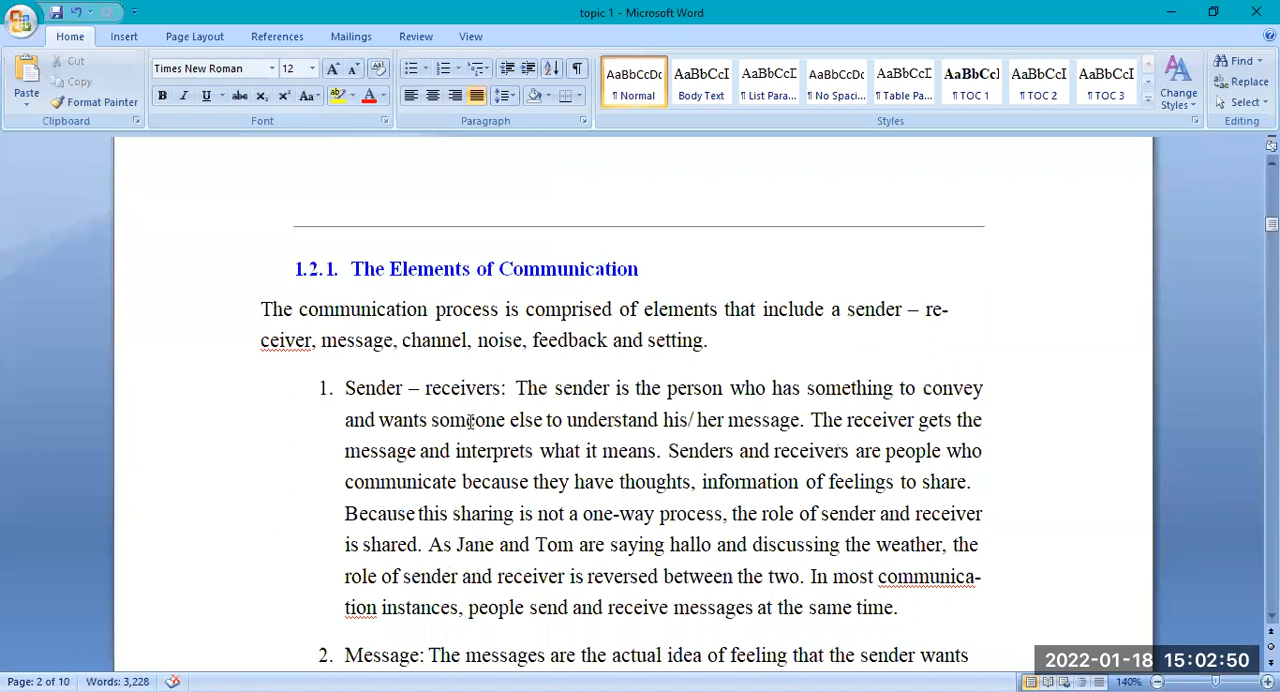 topic 1 - Microsoft Word
Home Insert Page Layout References Mailings Review View
Paste
Cut
Copy
Format Painter
Clipboard
Times New Roman 12
Font
Paragraph
AaBbCcDc AaBbCcI AaBbCcI AaBbCcDc AaBbCcI AaBbCcI AaBbCcI AaBbCcI
¶ Normal Body Text ¶ List Para... ¶ No Spaci... ¶ Table Pa... ¶ TOC 1 ¶ TOC 2 ¶ TOC 3
Change Styles
Styles
Find
Replace
Select
Editing
1.2.1. The Elements of Communication
The communication process is comprised of elements that include a sender – re-
ceiver, message, channel, noise, feedback and setting.
1. Sender – receivers: The sender is the person who has something to convey
and wants someone else to understand his/ her message. The receiver gets the
message and interprets what it means. Senders and receivers are people who
communicate because they have thoughts, information of feelings to share.
Because this sharing is not a one-way process, the role of sender and receiver
is shared. As Jane and Tom are saying hallo and discussing the weather, the
role of sender and receiver is reversed between the two. In most communica-
tion instances, people send and receive messages at the same time.
2. Message: The messages are the actual idea of feeling that the sender wants
2022-01-18 15:02:50
Page: 2 of 10 Words: 3,228 140%